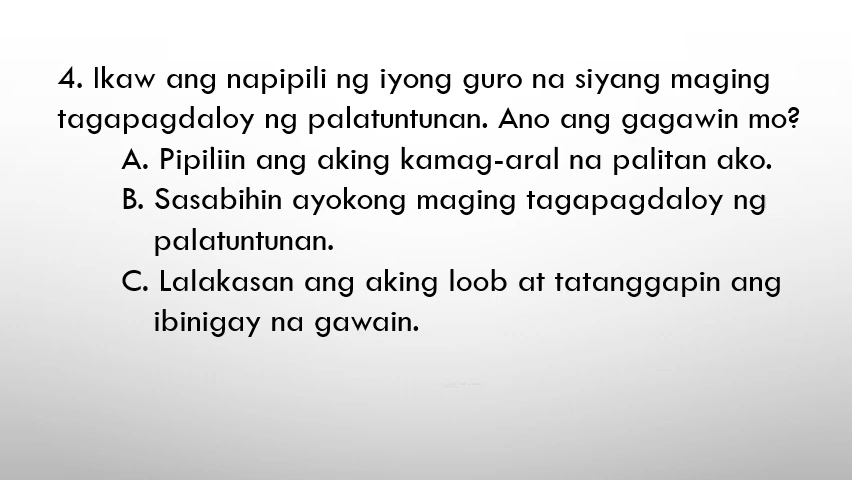 4. Ikaw ang napipili ng iyong guro na siyang maging
tagapagdaloy ng palatuntunan. Ano ang gagawin mo?
A. Pipiliin ang aking kamag-aral na palitan ako.
B. Sasabihin ayokong maging tagapagdaloy ng
palatuntunan.
C. Lalakasan ang aking loob at tatanggapin ang
ibinigay na gawain.